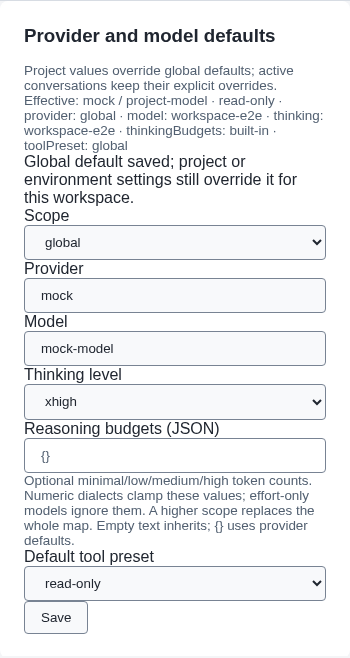 Provider and model defaults
Project values override global defaults; active
conversations keep their explicit overrides.
Effective: mock / project-model · read-only ·
provider: global · model: workspace-e2e · thinking:
workspace-e2e · thinkingBudgets: built-in ·
toolPreset: global
Global default saved; project or
environment settings still override it for
this workspace.
Scope
global
Provider
mock
Model
mock-model
Thinking level
xhigh
Reasoning budgets (JSON)
{}
Optional minimal/low/medium/high token counts.
Numeric dialects clamp these values; effort-only
models ignore them. A higher scope replaces the
whole map. Empty text inherits; {} uses provider
defaults.
Default tool preset
read-only
Save